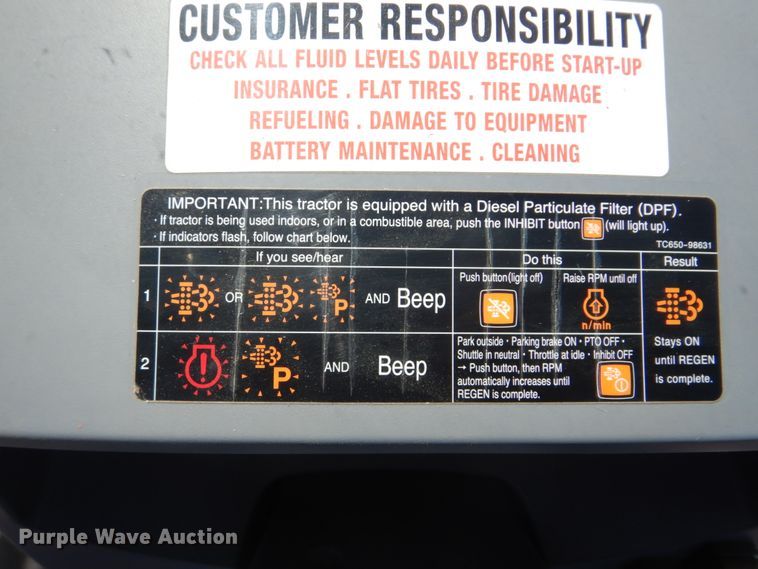 CUSTOMER RESPONSIBILITY
CHECK ALL FLUID LEVELS DAILY BEFORE START-UP
INSURANCE . FLAT TIRES . TIRE DAMAGE
REFUELING . DAMAGE TO EQUIPMENT
BATTERY MAINTENANCE . CLEANING
IMPORTANT:This tractor is equipped with a Diesel Particulate Filter (DPF).
· If tractor is being used indoors, or in a combustible area, push the INHIBIT button (will light up).
· If indicators flash, follow chart below.
TC650-98631
If you see/hear
Do this
Result
1
OR
P
AND Beep
Push button(light off)
Raise RPM until off
n/min
2
P
AND
Beep
Park outside · Parking brake ON · PTO OFF ·
Shuttle in neutral · Throttle at idle · Inhibit OFF
→ Push button, then RPM
automatically increases until
REGEN is complete.
Stays ON
until REGEN
is complete.
Purple Wave Auction